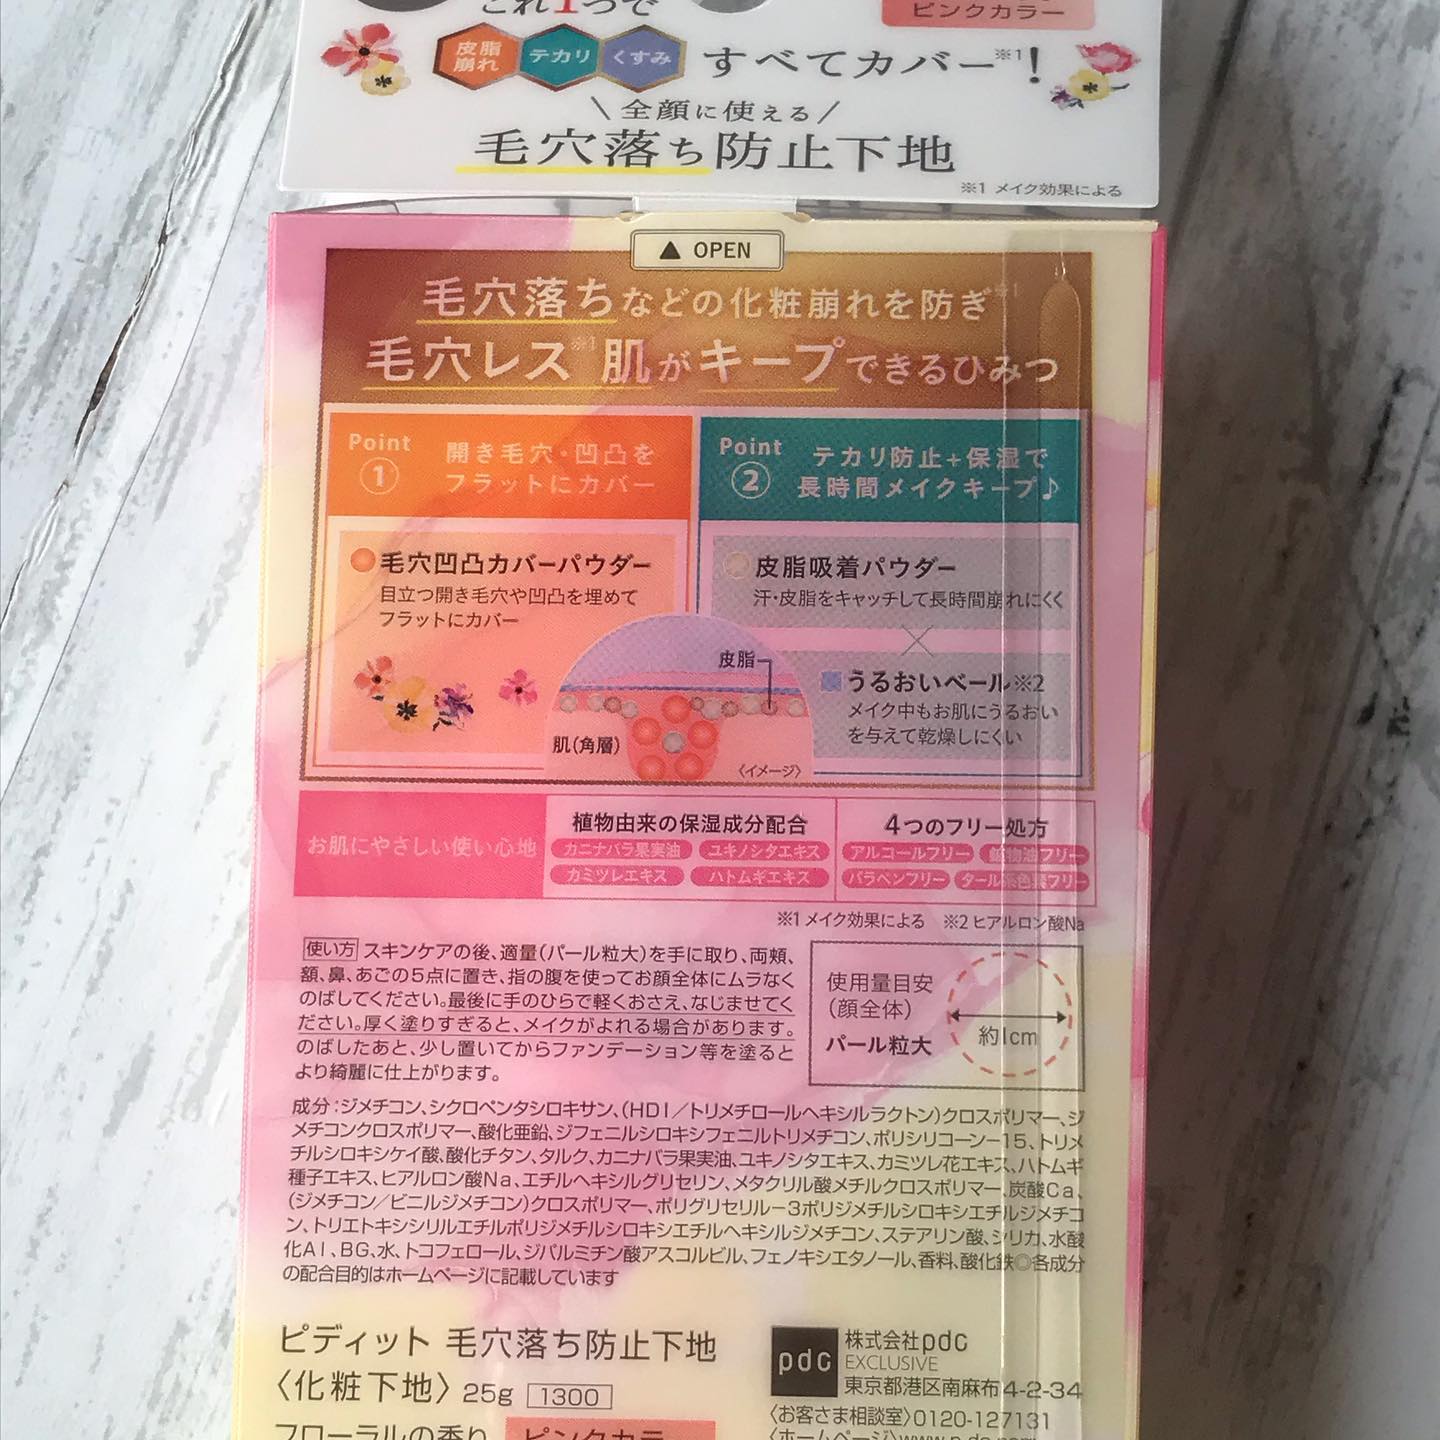 これ1つで
ピンクカラー
皮脂崩れ テカリ くすみ すべてカバー※1!
\全顔に使える/
毛穴落ち防止下地
※1 メイク効果による
▲ OPEN
毛穴落ちなどの化粧崩れを防ぎ※1
毛穴レス※1肌がキープできるひみつ
Point ①
開き毛穴・凹凸を
フラットにカバー
毛穴凹凸カバーパウダー
目立つ開き毛穴や凹凸を埋めて
フラットにカバー
Point ②
テカリ防止+保湿で
長時間メイクキープ♪
皮脂吸着パウダー
汗・皮脂をキャッチして長時間崩れにくく
×
うるおいベール※2
メイク中もお肌にうるおい
を与えて乾燥しにくい
皮脂
肌(角層)
〈イメージ〉
お肌にやさしい使い心地
植物由来の保湿成分配合
カニナバラ果実油 ユキノシタエキス
カミツレエキス ハトムギエキス
4つのフリー処方
アルコールフリー 鉱物油フリー
パラベンフリー タール系色素フリー
※1 メイク効果による ※2 ヒアルロン酸Na
使い方 スキンケアの後、適量(パール粒大)を手に取り、両頬、
額、鼻、あごの5点に置き、指の腹を使ってお顔全体にムラなく
のばしてください。最後に手のひらで軽くおさえ、なじませてく
ださい。厚く塗りすぎると、メイクがよれる場合があります。
のばしたあと、少し置いてからファンデーション等を塗ると
より綺麗に仕上がります。
使用量目安
(顔全体)
パール粒大
約1cm
成分:ジメチコン、シクロペンタシロキサン、(HDI/トリメチロールヘキシルラクトン)クロスポリマー、ジ
メチコンクロスポリマー、酸化亜鉛、ジフェニルシロキシフェニルトリメチコン、ポリシリコーン-15、トリメ
チルシロキシケイ酸、酸化チタン、タルク、カニナバラ果実油、ユキノシタエキス、カミツレ花エキス、ハトムギ
種子エキス、ヒアルロン酸Na、エチルヘキシルグリセリン、メタクリル酸メチルクロスポリマー、炭酸Ca、
(ジメチコン/ビニルジメチコン)クロスポリマー、ポリグリセリル-3ポリジメチルシロキシエチルジメチコ
ン、トリエトキシシリルエチルポリジメチルシロキシエチルヘキシルジメチコン、ステアリン酸、シリカ、水酸
化Al、BG、水、トコフェロール、ジパルミチン酸アスコルビル、フェノキシエタノール、香料、酸化鉄◎各成分
の配合目的はホームページに記載しています
ピディット 毛穴落ち防止下地
〈化粧下地〉 25g 1300
フローラルの香り ピンクカラー
pdc
株式会社pdc
EXCLUSIVE
東京都港区南麻布4-2-34
〈お客さま相談室〉0120-127131
〈ホームページ〉